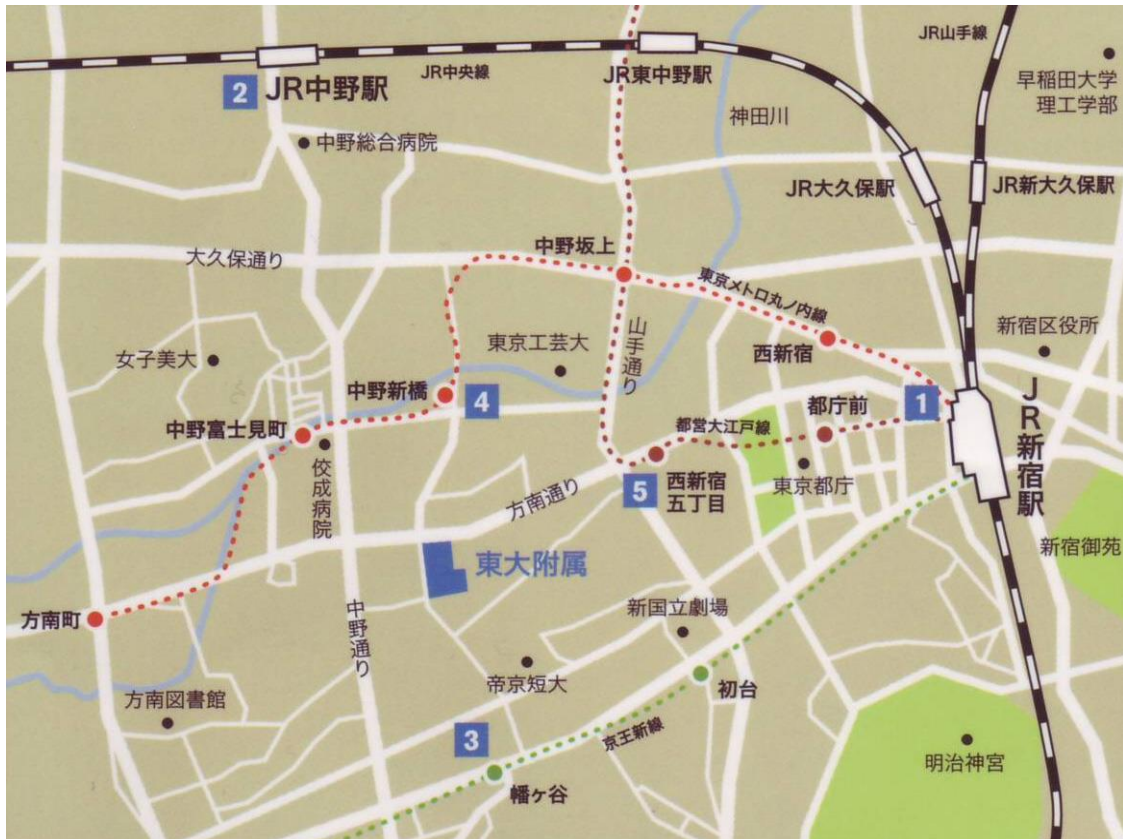 JR山手線
JR中央線
JR東中野駅
2
JR中野駅
早稲田大学
理工学部
神田川
中野総合病院
JR大久保駅
JR新大久保駅
大久保通り
中野坂上
東京メトロ丸ノ内線
新宿区役所
山手通り
東京工芸大
西新宿
女子美大
中野新橋
4
都庁前
1
JR新宿駅
中野富士見町
都営大江戸線
佼成病院
方南通り
5
西新宿
五丁目
東京都庁
新宿御苑
東大附属
方南町
中野通り
新国立劇場
帝京短大
初台
方南図書館
3
京王新線
幡ヶ谷
明治神宮